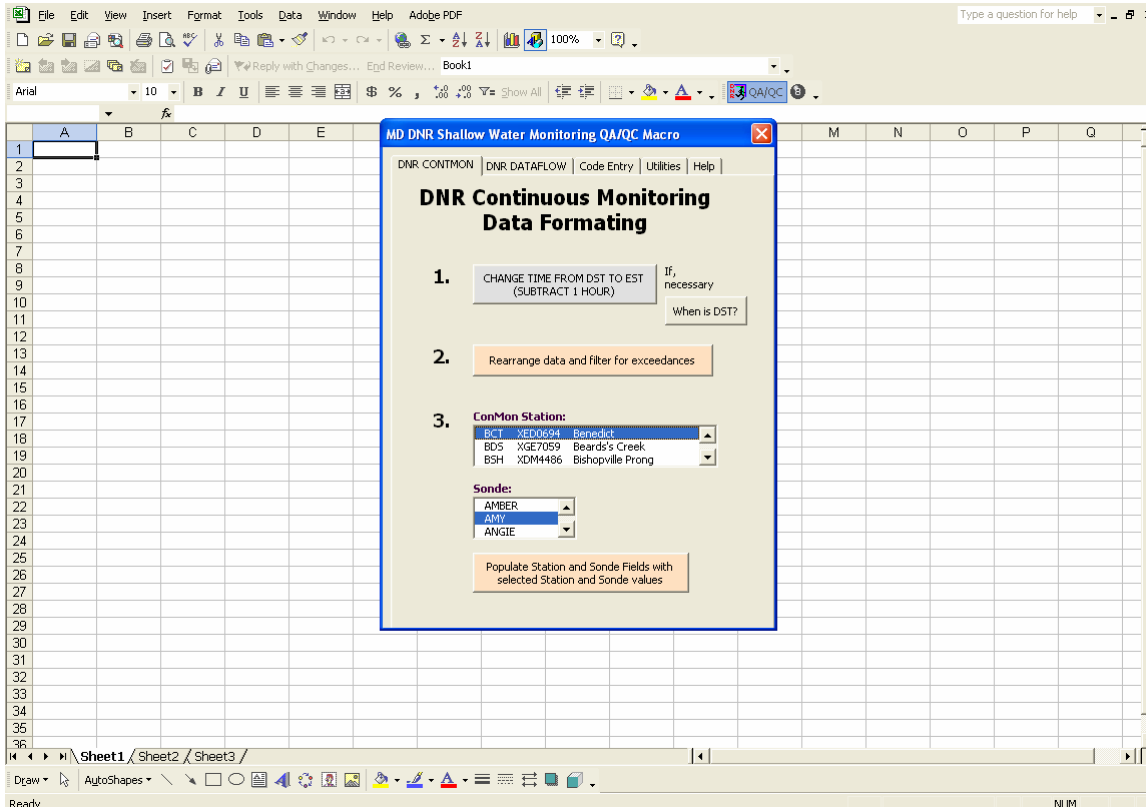 File Edit View Insert Format Tools Data Window Help Adobe PDF Type a question for help
100%
Reply with Changes... End Review... Book1
Arial 10 B I U $ % , Show All QA/QC
fx
A B C D E M N O P Q
MD DNR Shallow Water Monitoring QA/QC Macro
DNR CONTMON DNR DATAFLOW Code Entry Utilities Help
DNR Continuous Monitoring
Data Formating
1. CHANGE TIME FROM DST TO EST
(SUBTRACT 1 HOUR)
If,
necessary
When is DST?
2. Rearrange data and filter for exceedances
3. ConMon Station:
BCT XED0694 Benedict
BDS XGE7059 Beards's Creek
BSH XDM4486 Bishopville Prong
Sonde:
AMBER
AMY
ANGIE
Populate Station and Sonde Fields with
selected Station and Sonde values
1
2
3
4
5
6
7
8
9
10
11
12
13
14
15
16
17
18
19
20
21
22
23
24
25
26
27
28
29
30
31
32
33
34
35
36
Sheet1 Sheet2 Sheet3
Draw AutoShapes
Ready NUM